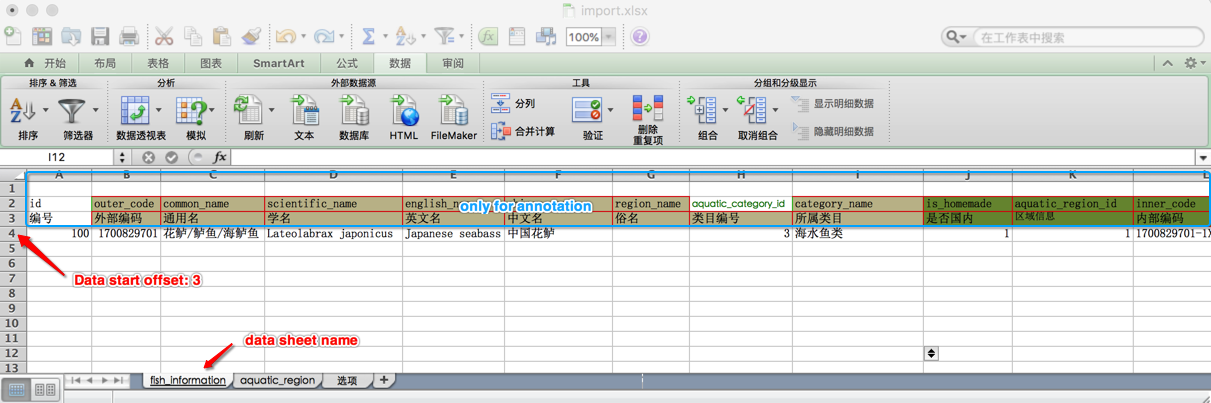 import.xlsx
100%
在工作表中搜索
开始 布局 表格 图表 SmartArt 公式 数据 审阅
排序 & 筛选 分析 外部数据源 工具 分组和分级显示
排序 筛选器 数据透视表 模拟 刷新 文本 数据库 HTML FileMaker 分列 合并计算 验证 删除 重复项 组合 取消组合 显示明细数据 隐藏明细数据
I12 fx
A B C D E F G H I J K L
1
2 id outer_code common_name scientific_name region_name aquatic_category_id category_name is_homemade aquatic_region_id inner_code
only for annotation
3 编号 外部编码 通用名 学名 英文名 中文名 俗名 类目编号 所属类目 是否国内 区域信息 内部编码
4 100 1700829701 花鲈/鲈鱼/海鲈鱼 Lateolabrax japonicus Japanese seabass 中国花鲈 3 海水鱼类 1 1 1700829701-1
5
6
7
Data start offset: 3
8
9
10
11
data sheet name
12
13
fish_information aquatic_region 选项